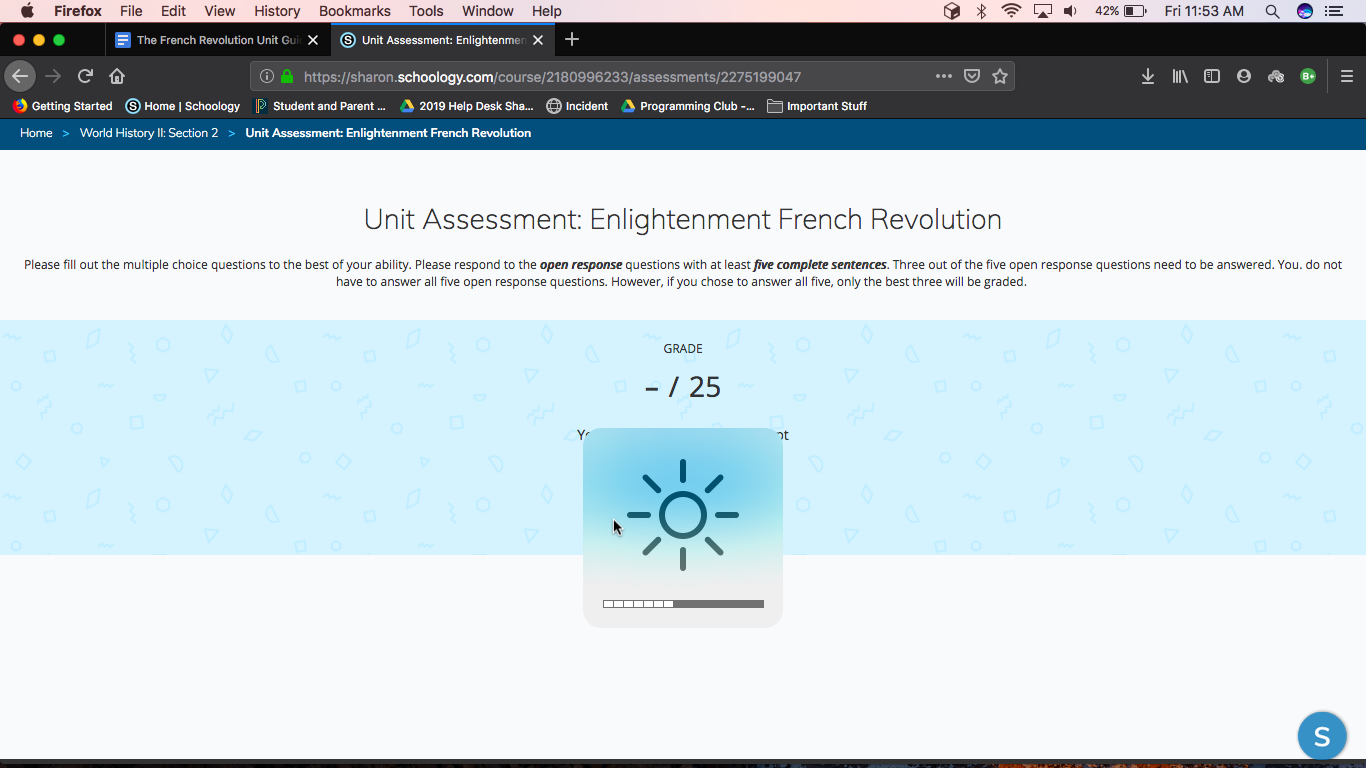 Firefox File Edit View History Bookmarks Tools Window Help 42% Fri 11:53 AM
The French Revolution Unit Gui Unit Assessment: Enlightenmen
https://sharon.schoology.com/course/2180996233/assessments/2275199047
Getting Started Home | Schoology Student and Parent ... 2019 Help Desk Sha... Incident Programming Club -... Important Stuff
Home > World History II: Section 2 > Unit Assessment: Enlightenment French Revolution
Unit Assessment: Enlightenment French Revolution
Please fill out the multiple choice questions to the best of your ability. Please respond to the open response questions with at least five complete sentences. Three out of the five open response questions need to be answered. You. do not
have to answer all five open response questions. However, if you chose to answer all five, only the best three will be graded.
GRADE
– / 25
S